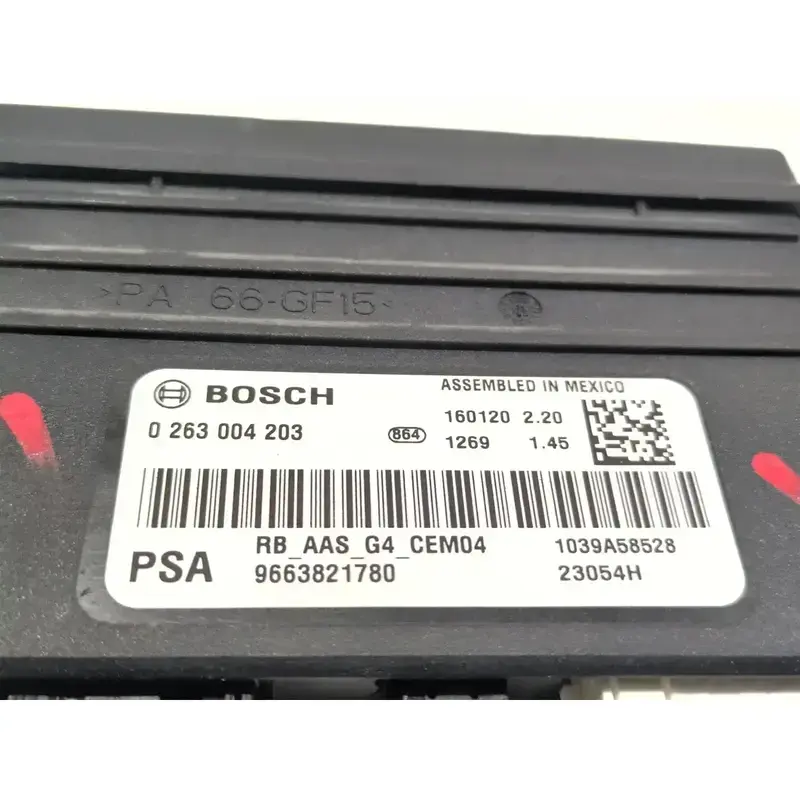 >PA 66-GF15<
BOSCH
ASSEMBLED IN MEXICO
0 263 004 203
864
160120 2.20
1269 1.45
PSA
RB_AAS_G4_CEM04
9663821780
1039A58528
23054H